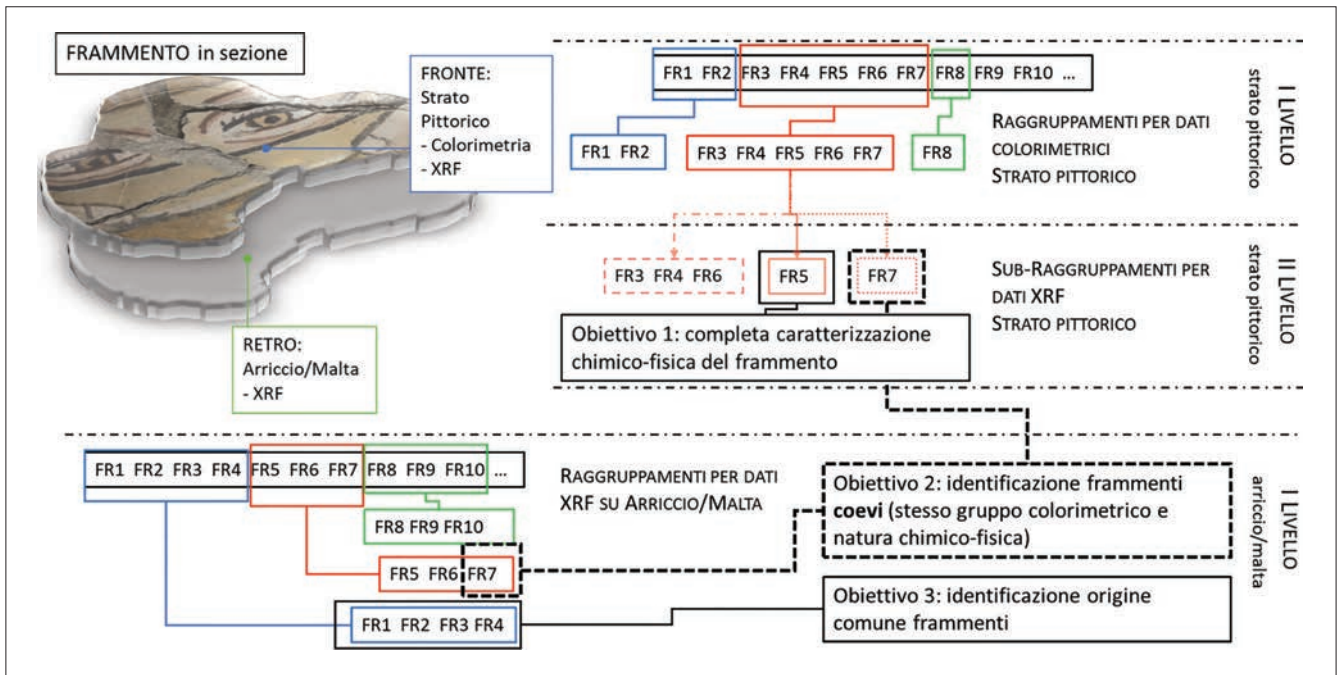 FRAMMENTO in sezione
FRONTE:
Strato
Pittorico
- Colorimetria
- XRF
RETRO:
Arriccio/Malta
- XRF
FR1 FR2 FR3 FR4 FR5 FR6 FR7 FR8 FR9 FR10 ...
FR1 FR2
FR3 FR4 FR5 FR6 FR7
FR8
RAGGRUPPAMENTI PER DATI
COLORIMETRICI
STRATO PITTORICO
I LIVELLO
strato pittorico
FR3 FR4 FR6
FR5
FR7
SUB-RAGGRUPPAMENTI PER
DATI XRF
STRATO PITTORICO
II LIVELLO
strato pittorico
Obiettivo 1: completa caratterizzazione
chimico-fisica del frammento
FR1 FR2 FR3 FR4 FR5 FR6 FR7 FR8 FR9 FR10 ...
FR8 FR9 FR10
FR5 FR6 FR7
FR1 FR2 FR3 FR4
RAGGRUPPAMENTI PER DATI
XRF SU ARRICCIO/MALTA
Obiettivo 2: identificazione frammenti
coevi (stesso gruppo colorimetrico e
natura chimico-fisica)
Obiettivo 3: identificazione origine
comune frammenti
I LIVELLO
arriccio/malta